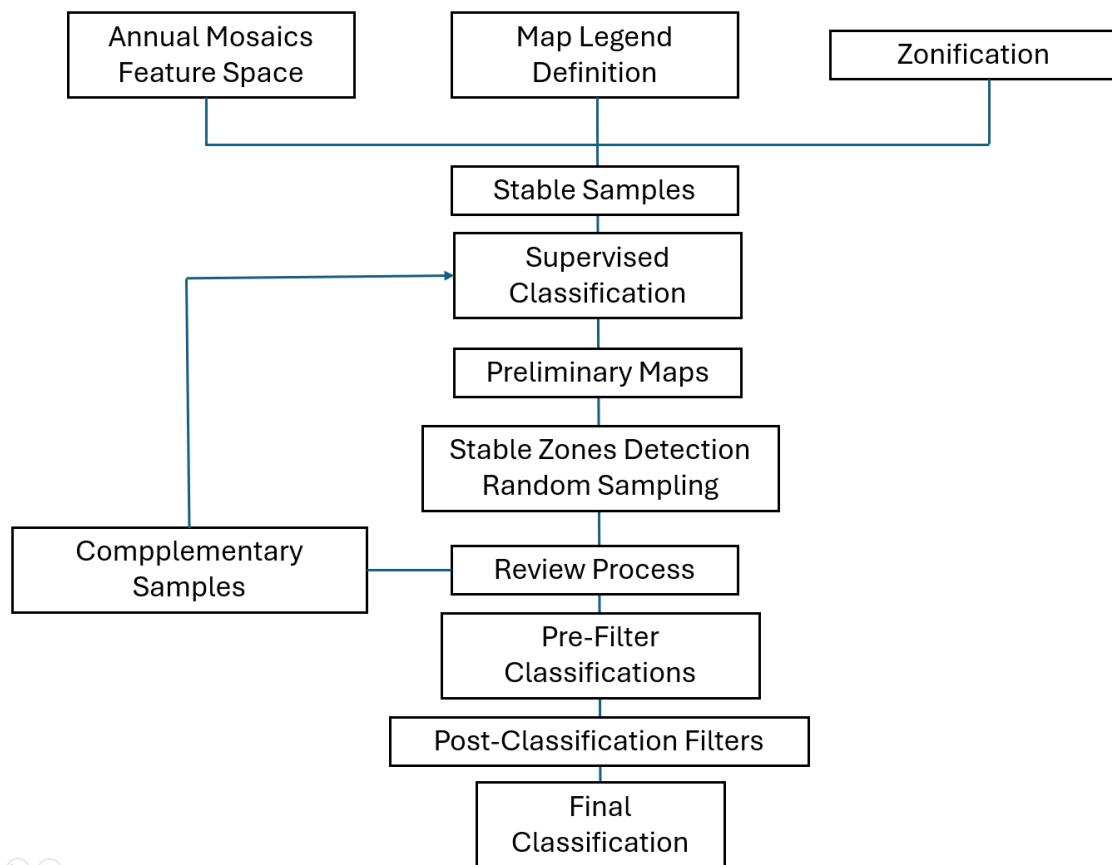 Annual Mosaics
Feature Space
Map Legend
Definition
Zonification
Stable Samples
Supervised
Classification
Preliminary Maps
Stable Zones Detection
Random Sampling
Compplementary
Samples
Review Process
Pre-Filter
Classifications
Post-Classification Filters
Final
Classification